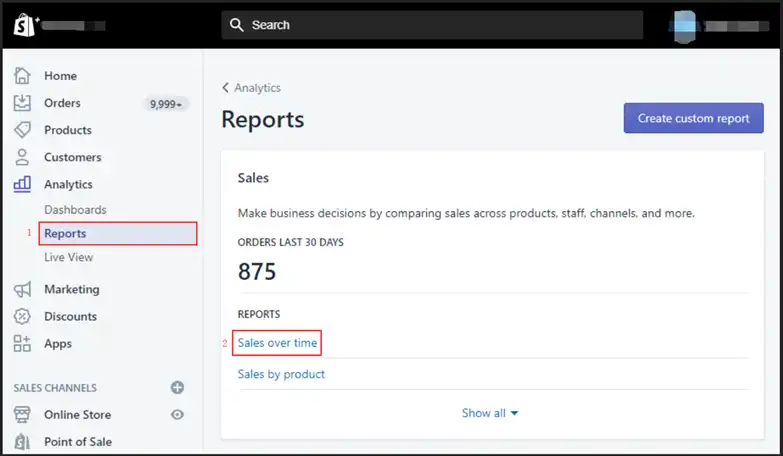 Search
Home
Orders 9,999+
Products
Customers
Analytics
Dashboards
1 Reports
Live View
Marketing
Discounts
Apps
SALES CHANNELS
Online Store
Point of Sale
Analytics
Reports
Create custom report
Sales
Make business decisions by comparing sales across products, staff, channels, and more.
ORDERS LAST 30 DAYS
875
REPORTS
2 Sales over time
Sales by product
Show all